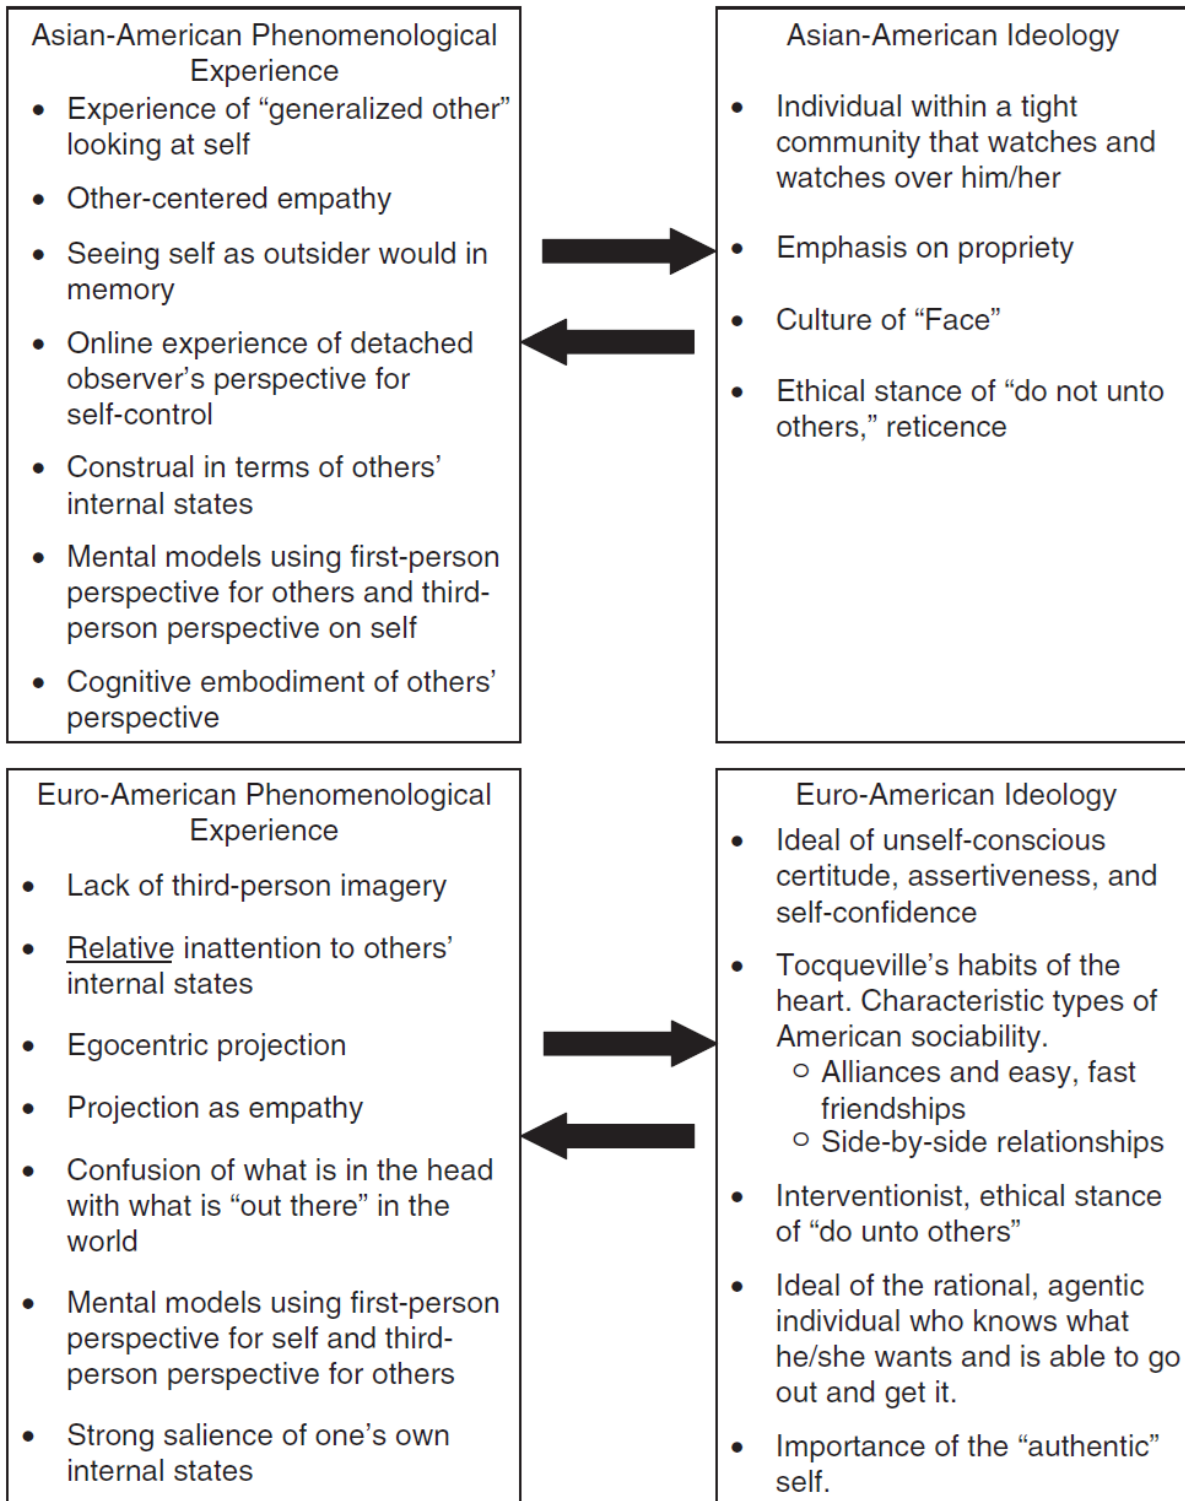 Asian-American Phenomenological
Experience
• Experience of “generalized other”
looking at self
• Other-centered empathy
• Seeing self as outsider would in
memory
• Online experience of detached
observer’s perspective for
self-control
• Construal in terms of others’
internal states
• Mental models using first-person
perspective for others and third-
person perspective on self
• Cognitive embodiment of others’
perspective
Asian-American Ideology
• Individual within a tight
community that watches and
watches over him/her
• Emphasis on propriety
• Culture of “Face”
• Ethical stance of “do not unto
others,” reticence
Euro-American Phenomenological
Experience
• Lack of third-person imagery
• Relative inattention to others’
internal states
• Egocentric projection
• Projection as empathy
• Confusion of what is in the head
with what is “out there” in the
world
• Mental models using first-person
perspective for self and third-
person perspective for others
• Strong salience of one’s own
internal states
Euro-American Ideology
• Ideal of unself-conscious
certitude, assertiveness, and
self-confidence
• Tocqueville’s habits of the
heart. Characteristic types of
American sociability.
○ Alliances and easy, fast
friendships
○ Side-by-side relationships
• Interventionist, ethical stance
of “do unto others”
• Ideal of the rational, agentic
individual who knows what
he/she wants and is able to go
out and get it.
• Importance of the “authentic”
self.